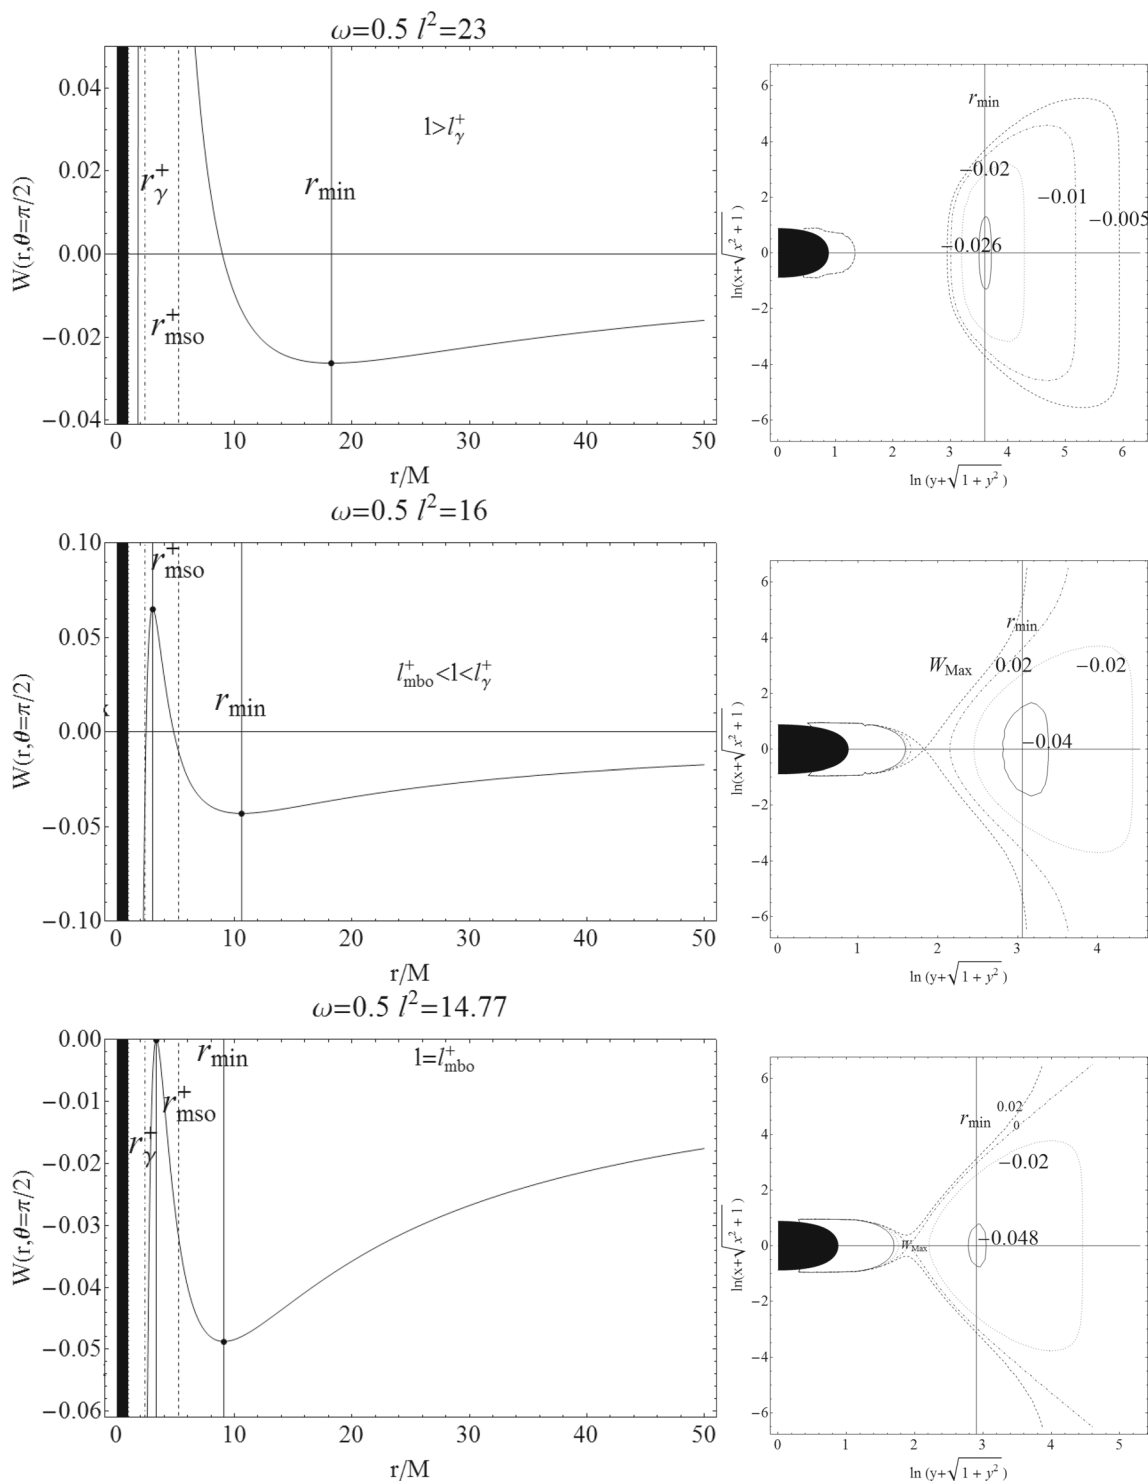 ω=0.5 l²=23
W(r,θ=π/2)
0.04
0.02
0.00
−0.02
−0.04
l>l_γ^+
r_γ^+
r_min
r_mso^+
0 10 20 30 40 50
r/M
ln(x+√x²+1)
6
4
2
0
−2
−4
−6
r_min
−0.02
−0.01
−0.005
−0.026
0 1 2 3 4 5 6
ln (y+√1+y²)
ω=0.5 l²=16
W(r,θ=π/2)
0.10
0.05
0.00
−0.05
−0.10
r_mso^+
l_mbo^+<l<l_γ^+
r_min
0 10 20 30 40 50
r/M
ln(x+√x²+1)
6
4
2
0
−2
−4
−6
r_min
W_Max 0.02 −0.02
−0.04
0 1 2 3 4
ln (y+√1+y²)
ω=0.5 l²=14.77
W(r,θ=π/2)
0.00
−0.01
−0.02
−0.03
−0.04
−0.05
−0.06
r_min
l=l_mbo^+
r_mso^+
r_γ^+
0 10 20 30 40 50
r/M
ln(x+√x²+1)
6
4
2
0
−2
−4
−6
0.02
r_min
0
−0.02
−0.048
W_Max
0 1 2 3 4 5
ln (y+√1+y²)